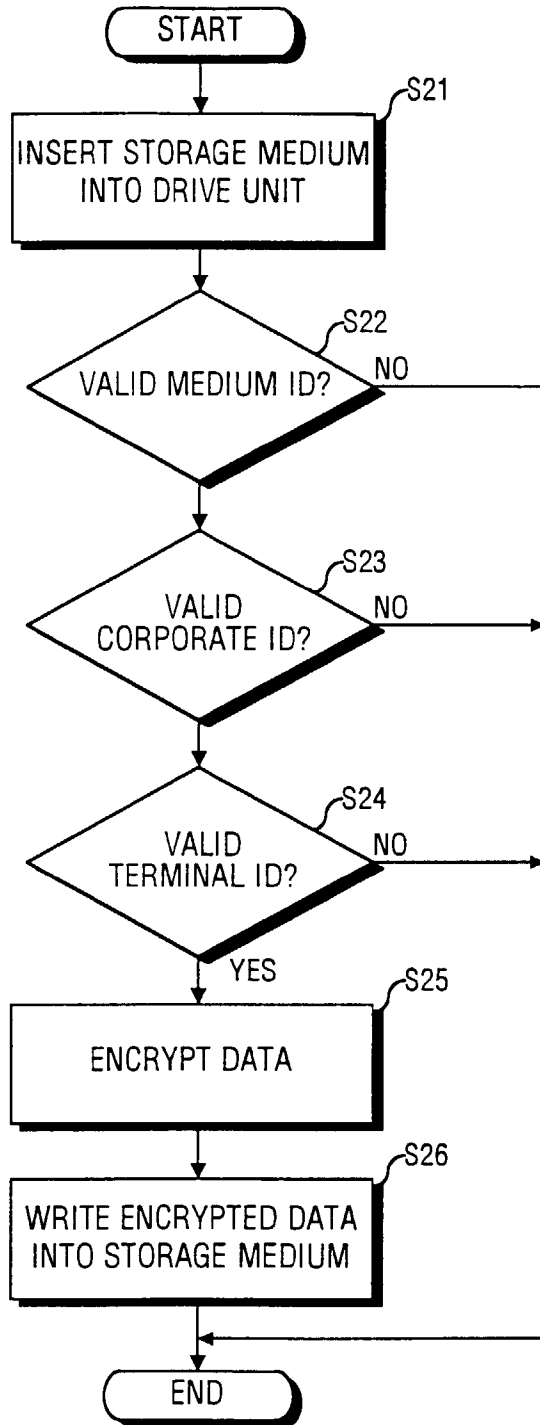 START
S21
INSERT STORAGE MEDIUM
INTO DRIVE UNIT
S22
VALID MEDIUM ID?
NO
S23
VALID
CORPORATE ID?
NO
S24
VALID
TERMINAL ID?
NO
YES
S25
ENCRYPT DATA
S26
WRITE ENCRYPTED DATA
INTO STORAGE MEDIUM
END